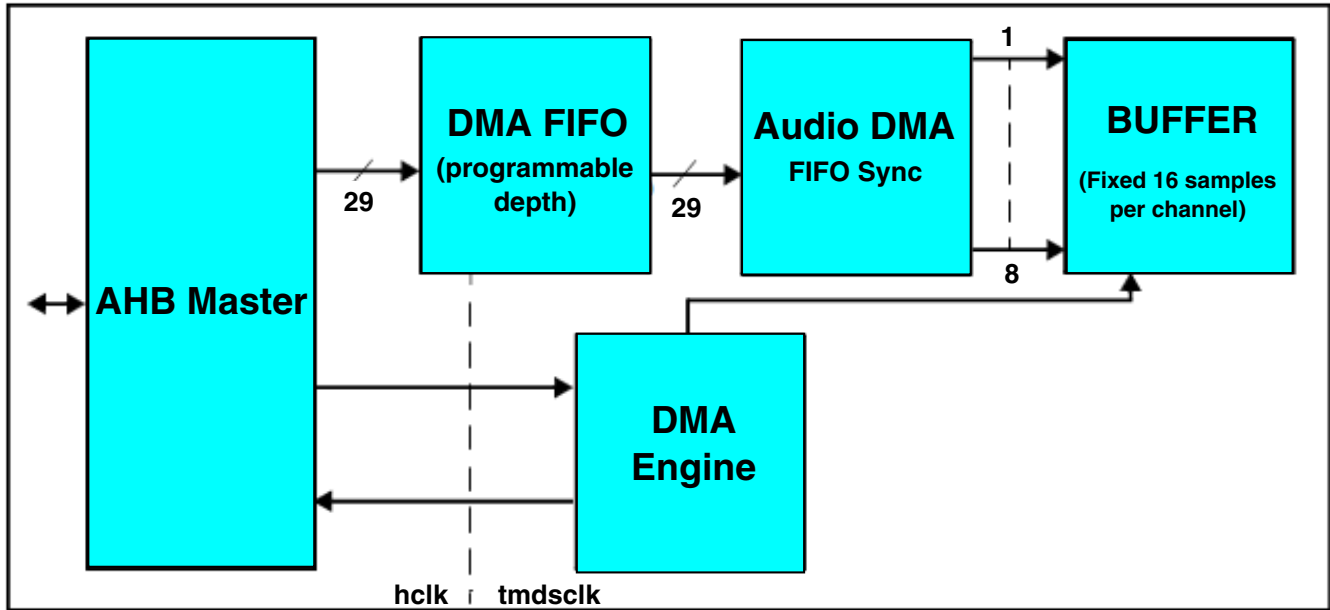 AHB Master
29
DMA FIFO
(programmable
depth)
29
Audio DMA
FIFO Sync
1
8
BUFFER
(Fixed 16 samples
per channel)
DMA
Engine
hclk
tmdsclk